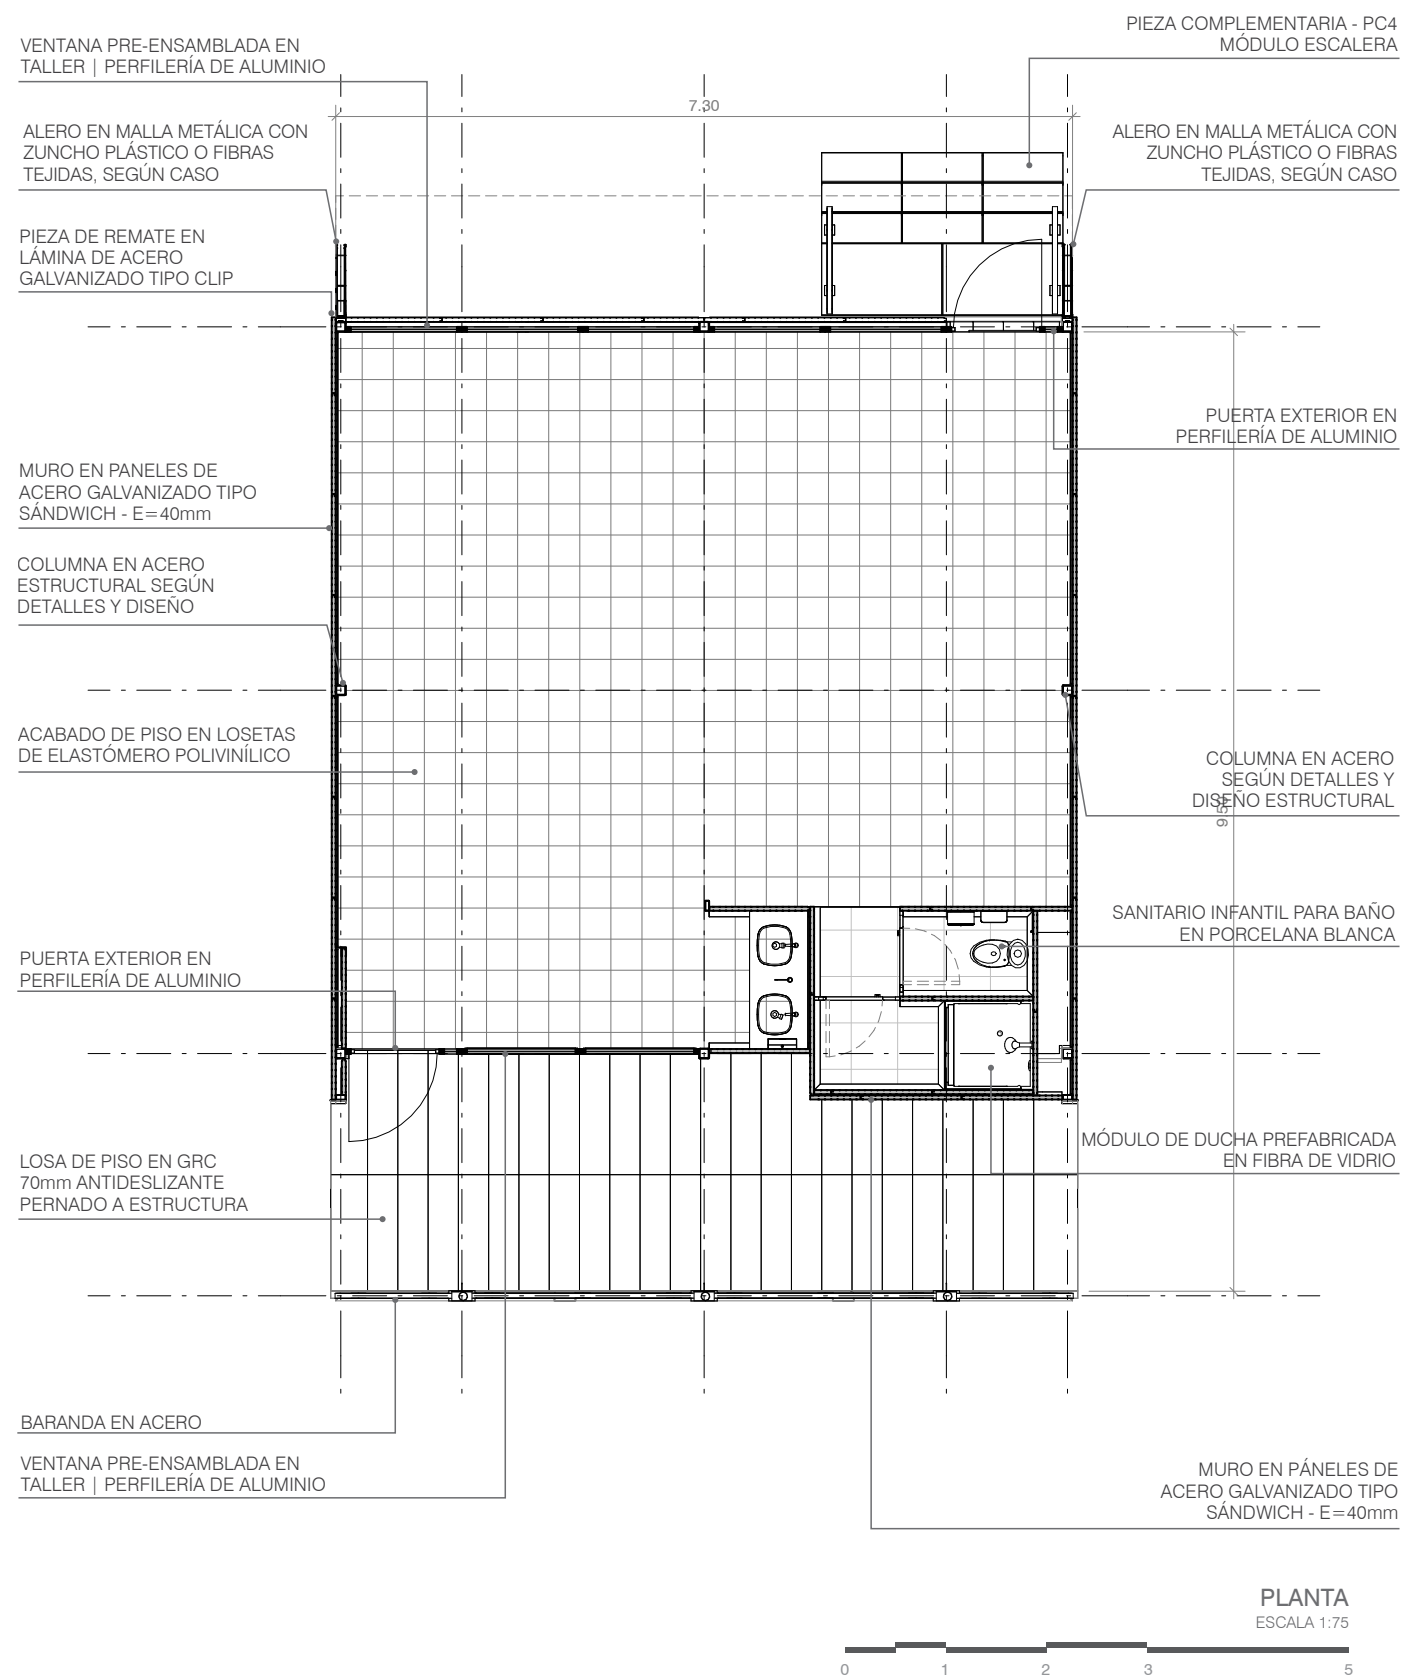 PIEZA COMPLEMENTARIA - PC4
MÓDULO ESCALERA
VENTANA PRE-ENSAMBLADA EN
TALLER | PERFILERÍA DE ALUMINIO
7.30
ALERO EN MALLA METÁLICA CON
ZUNCHO PLÁSTICO O FIBRAS
TEJIDAS, SEGÚN CASO
ALERO EN MALLA METÁLICA CON
ZUNCHO PLÁSTICO O FIBRAS
TEJIDAS, SEGÚN CASO
PIEZA DE REMATE EN
LÁMINA DE ACERO
GALVANIZADO TIPO CLIP
PUERTA EXTERIOR EN
PERFILERÍA DE ALUMINIO
MURO EN PANELES DE
ACERO GALVANIZADO TIPO
SÁNDWICH - E=40mm
COLUMNA EN ACERO
ESTRUCTURAL SEGÚN
DETALLES Y DISEÑO
ACABADO DE PISO EN LOSETAS
DE ELASTÓMERO POLIVINÍLICO
COLUMNA EN ACERO
SEGÚN DETALLES Y
DISEÑO ESTRUCTURAL
9.50
SANITARIO INFANTIL PARA BAÑO
EN PORCELANA BLANCA
PUERTA EXTERIOR EN
PERFILERÍA DE ALUMINIO
MÓDULO DE DUCHA PREFABRICADA
EN FIBRA DE VIDRIO
LOSA DE PISO EN GRC
70mm ANTIDESLIZANTE
PERNADO A ESTRUCTURA
BARANDA EN ACERO
VENTANA PRE-ENSAMBLADA EN
TALLER | PERFILERÍA DE ALUMINIO
MURO EN PÁNELES DE
ACERO GALVANIZADO TIPO
SÁNDWICH - E=40mm
PLANTA
ESCALA 1:75
0 1 2 3 5